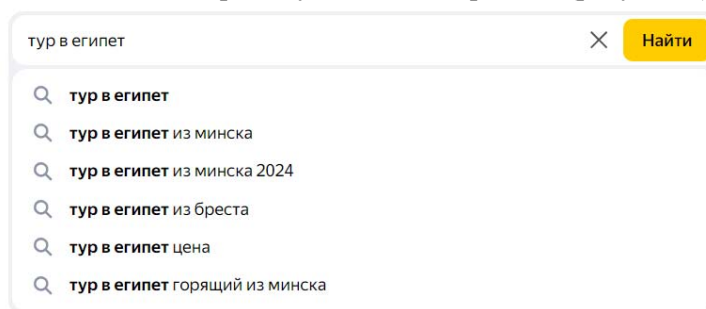 тур в египет
Найти
тур в египет
тур в египет из минска
тур в египет из минска 2024
тур в египет из бреста
тур в египет цена
тур в египет горящий из минска